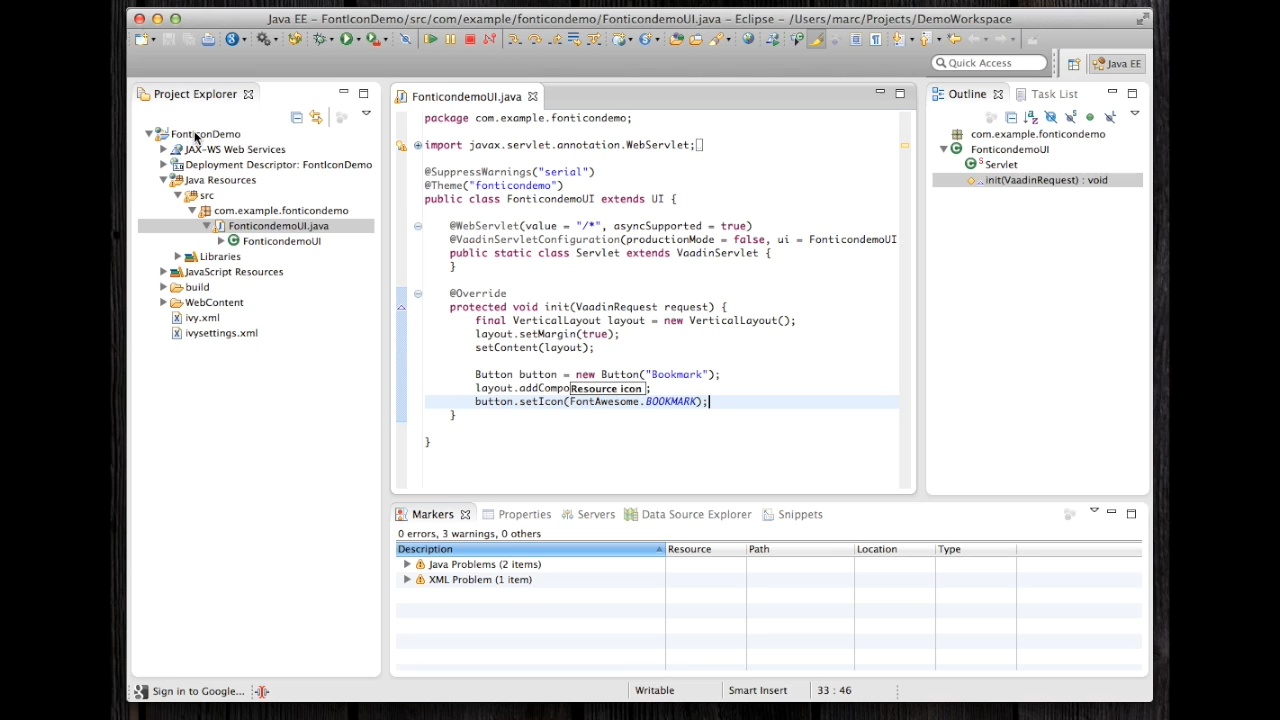 Java EE – FontIconDemo/src/com/example/fonticondemo/FonticondemoUI.java – Eclipse – /Users/marc/Projects/DemoWorkspace
Quick Access
Java EE
Project Explorer
FontIconDemo
JAX-WS Web Services
Deployment Descriptor: FontIconDemo
Java Resources
src
com.example.fonticondemo
FonticondemoUI.java
FonticondemoUI
Libraries
JavaScript Resources
build
WebContent
ivy.xml
ivysettings.xml
FonticondemoUI.java
package com.example.fonticondemo;
import javax.servlet.annotation.WebServlet;
@SuppressWarnings("serial")
@Theme("fonticondemo")
public class FonticondemoUI extends UI {
@WebServlet(value = "/*", asyncSupported = true)
@VaadinServletConfiguration(productionMode = false, ui = FonticondemoUI
public static class Servlet extends VaadinServlet {
}
@Override
protected void init(VaadinRequest request) {
final VerticalLayout layout = new VerticalLayout();
layout.setMargin(true);
setContent(layout);
Button button = new Button("Bookmark");
layout.addCompo Resource icon ;
button.setIcon(FontAwesome.BOOKMARK);
}
}
Outline
Task List
com.example.fonticondemo
FonticondemoUI
Servlet
init(VaadinRequest) : void
Markers
Properties
Servers
Data Source Explorer
Snippets
0 errors, 3 warnings, 0 others
Description Resource Path Location Type
Java Problems (2 items)
XML Problem (1 item)
Sign in to Google...
Writable
Smart Insert
33 : 46